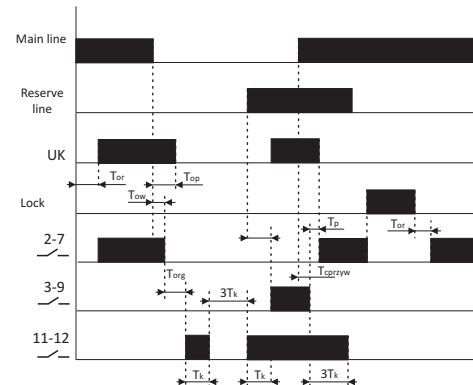 Main line
Reserve
line
UK
Tor
Top
Tow
Lock
Tp
Tor
2-7
Tcprzyw
Torg
3-9
3Tk
11-12
Tk
Tk
3Tk